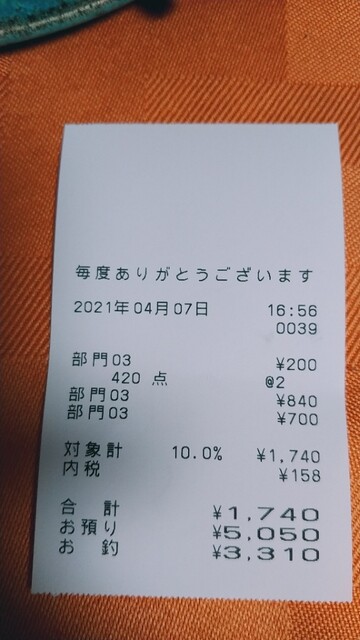 毎度ありがとうございます
2021年04月07日 16:56
0039
部門03 ¥200
420 点 @2
部門03 ¥840
部門03 ¥700
対象計 10.0% ¥1,740
内税 ¥158
合 計 ¥1,740
お預り ¥5,050
お 釣 ¥3,310